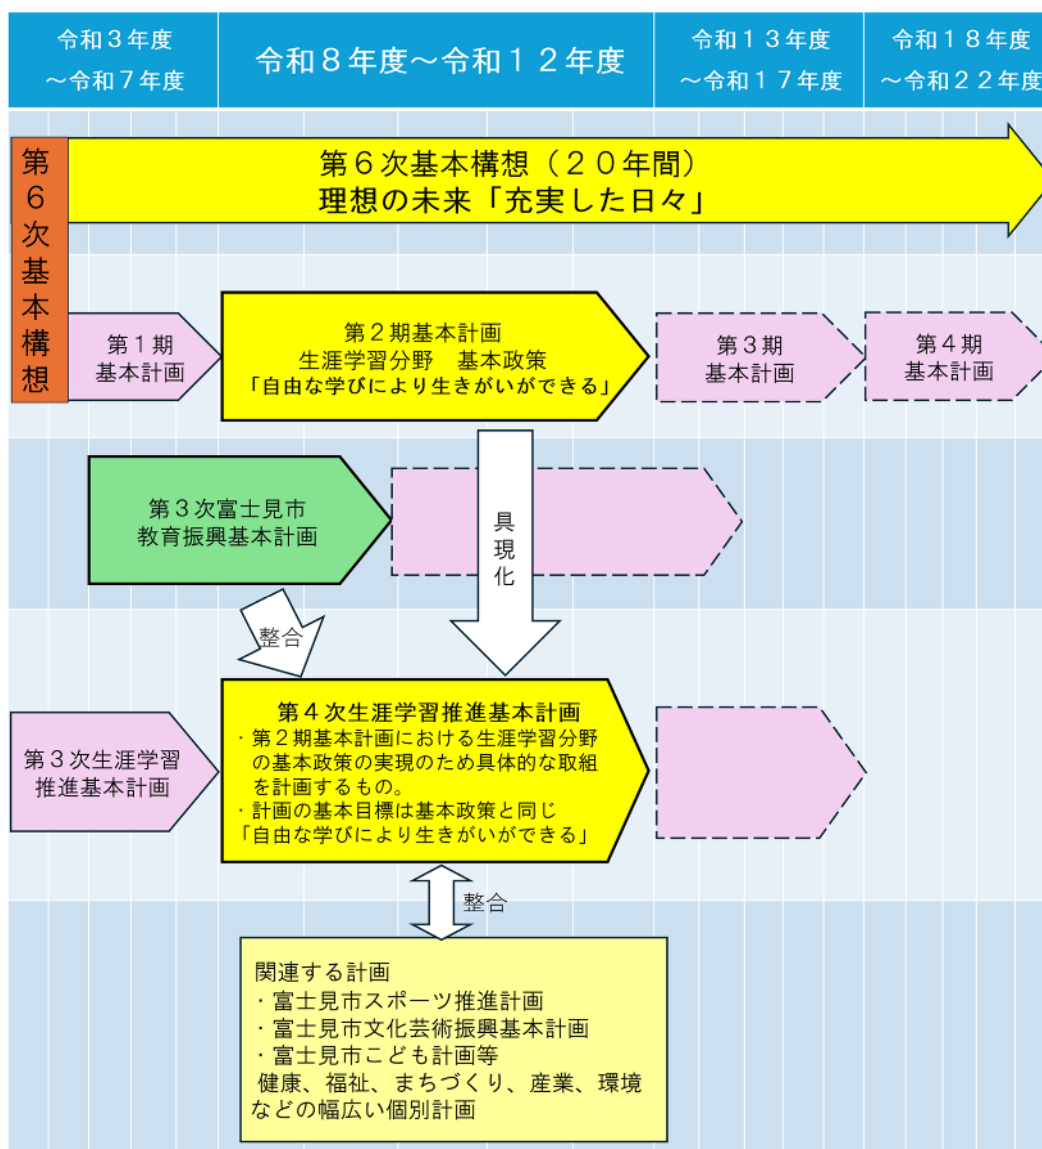 令和３年度
～令和７年度
令和８年度～令和１２年度
令和１３年度
～令和１７年度
令和１８年度
～令和２２年度
第６次基本構想
第６次基本構想（２０年間）
理想の未来「充実した日々」
第１期
基本計画
第２期基本計画
生涯学習分野　基本政策
「自由な学びにより生きがいができる」
第３期
基本計画
第４期
基本計画
第３次富士見市
教育振興基本計画
具現化
整合
第３次生涯学習
推進基本計画
第４次生涯学習推進基本計画
・第２期基本計画における生涯学習分野
の基本政策の実現のため具体的な取組
を計画するもの。
・計画の基本目標は基本政策と同じ
「自由な学びにより生きがいができる」
整合
関連する計画
・富士見市スポーツ推進計画
・富士見市文化芸術振興基本計画
・富士見市こども計画等
健康、福祉、まちづくり、産業、環境
などの幅広い個別計画